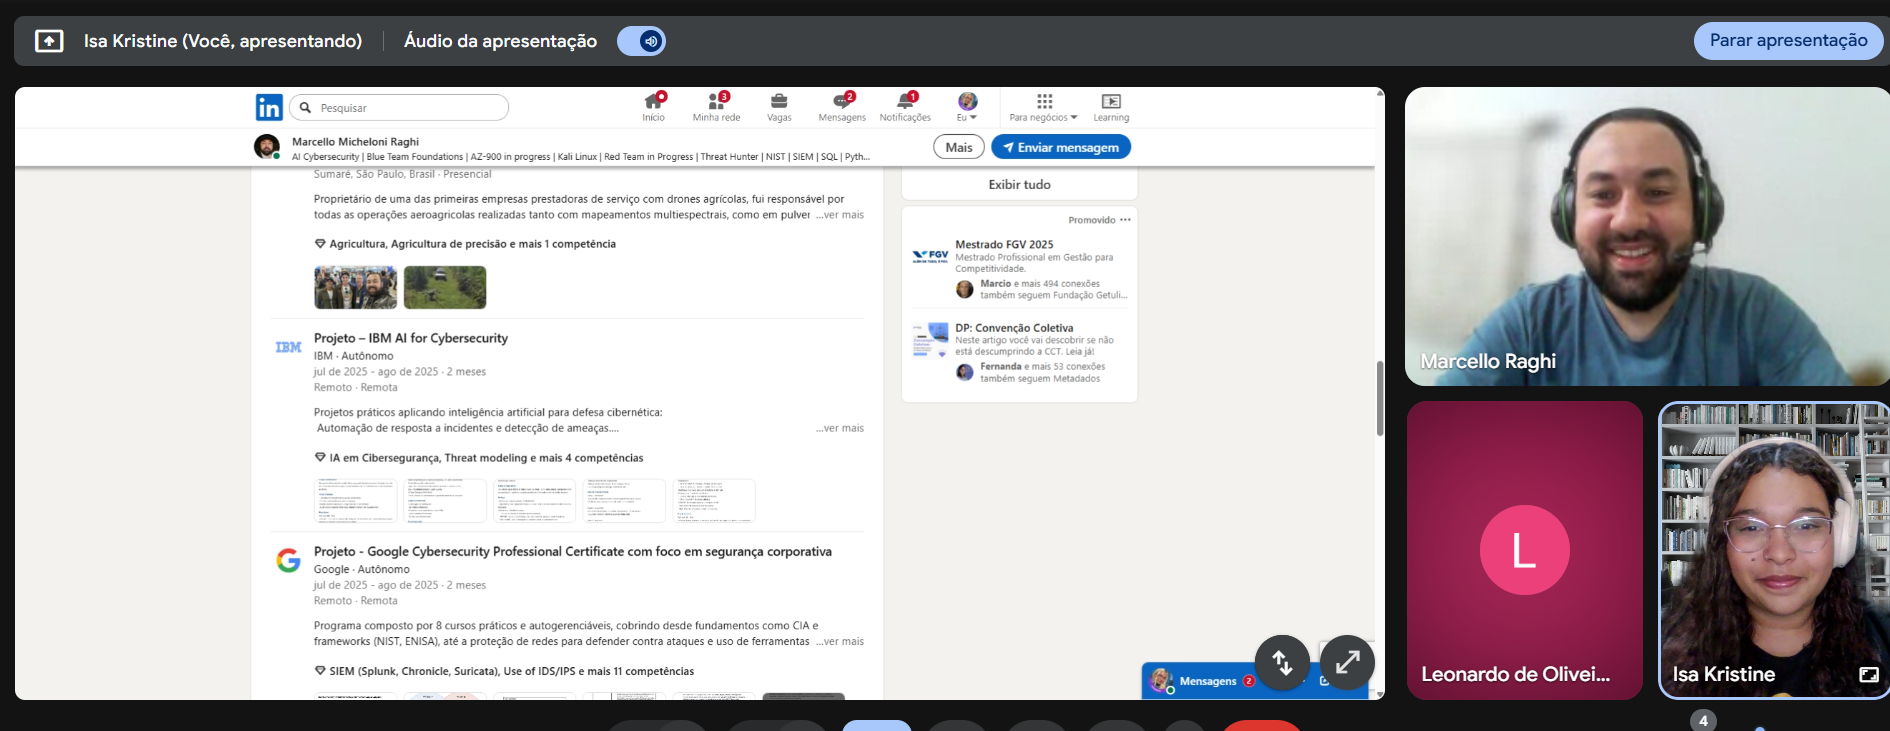 Isa Kristine (Você, apresentando)
Áudio da apresentação
Parar apresentação
in
Pesquisar
Início
3
Minha rede
Vagas
2
Mensagens
1
Notificações
Eu
Para negócios
Learning
Marcello Micheloni Raghi
AI Cybersecurity | Blue Team Foundations | AZ-900 in progress | Kali Linux | Red Team in Progress | Threat Hunter | NIST | SIEM | SQL | Pyth...
Mais
Enviar mensagem
Sumaré, São Paulo, Brasil · Presencial
Proprietário de uma das primeiras empresas prestadoras de serviço com drones agrícolas, fui responsável por
todas as operações aeroagricolas realizadas tanto com mapeamentos multiespectrais, como em pulver ...ver mais
Agricultura, Agricultura de precisão e mais 1 competência
IBM
Projeto – IBM AI for Cybersecurity
IBM · Autônomo
jul de 2025 - ago de 2025 · 2 meses
Remoto · Remota
Projetos práticos aplicando inteligência artificial para defesa cibernética:
Automação de resposta a incidentes e detecção de ameaças.... ...ver mais
IA em Cibersegurança, Threat modeling e mais 4 competências
Projeto - Google Cybersecurity Professional Certificate com foco em segurança corporativa
Google · Autônomo
jul de 2025 - ago de 2025 · 2 meses
Remoto · Remota
Programa composto por 8 cursos práticos e autogerenciáveis, cobrindo desde fundamentos como CIA e
frameworks (NIST, ENISA), até a proteção de redes para defender contra ataques e uso de ferramentas ...ver mais
SIEM (Splunk, Chronicle, Suricata), Use of IDS/IPS e mais 11 competências
Exibir tudo
Promovido ···
FGV
Mestrado FGV 2025
Mestrado Profissional em Gestão para
Competitividade.
Marcio e mais 494 conexões
também seguem Fundação Getuli...
DP: Convenção Coletiva
Neste artigo você vai descobrir se não
está descumprindo a CCT. Leia já!
Fernanda e mais 53 conexões
também seguem Metadados
Mensagens 2
Marcello Raghi
L
Leonardo de Olivei...
Isa Kristine
4